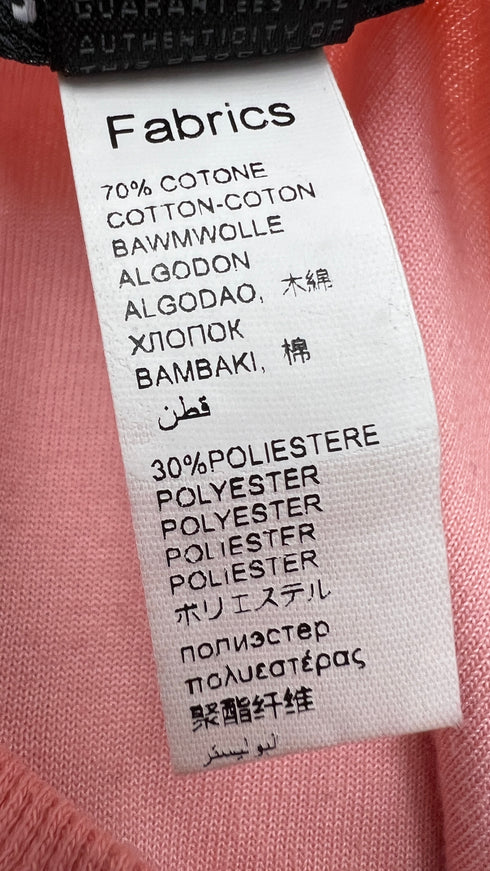 GUARANTEES THE
AUTHENTICITY OF
Fabrics
70% COTONE
COTTON-COTON
BAWMWOLLE
ALGODON
ALGODAO, 木綿
ХЛОПОК
BAMBAKI, 棉
قطن
30%POLIESTERE
POLYESTER
POLYESTER
POLIESTER
POLIESTER
ポリエステル
полиэстер
πολυεστέρας
聚酯纤维
البوليستر